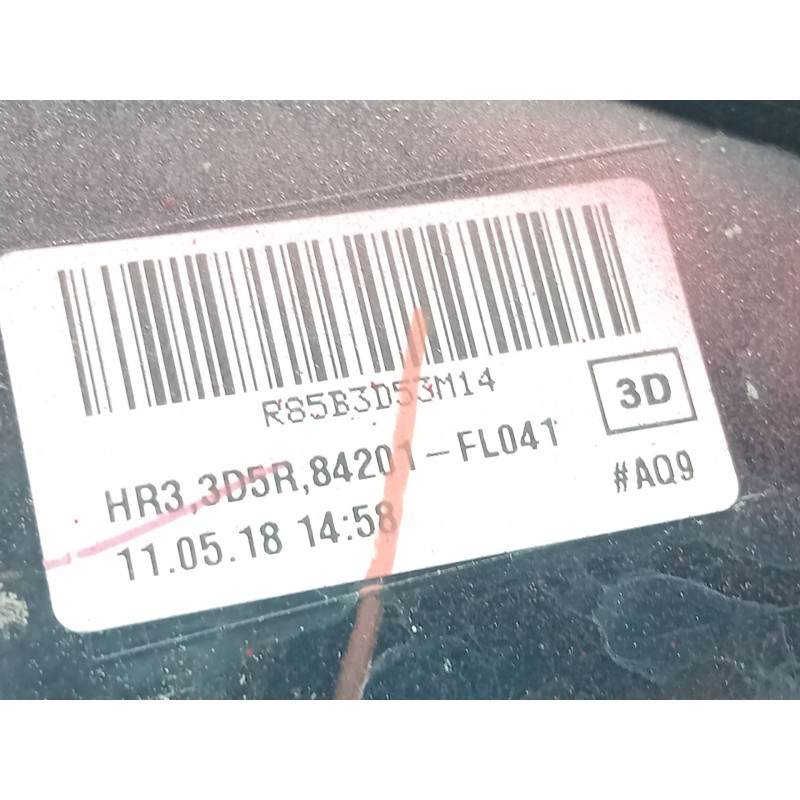 R85B3D53M14
3D
HR3,3D5R,84201-FL041
#AQ9
11.05.18 14:58